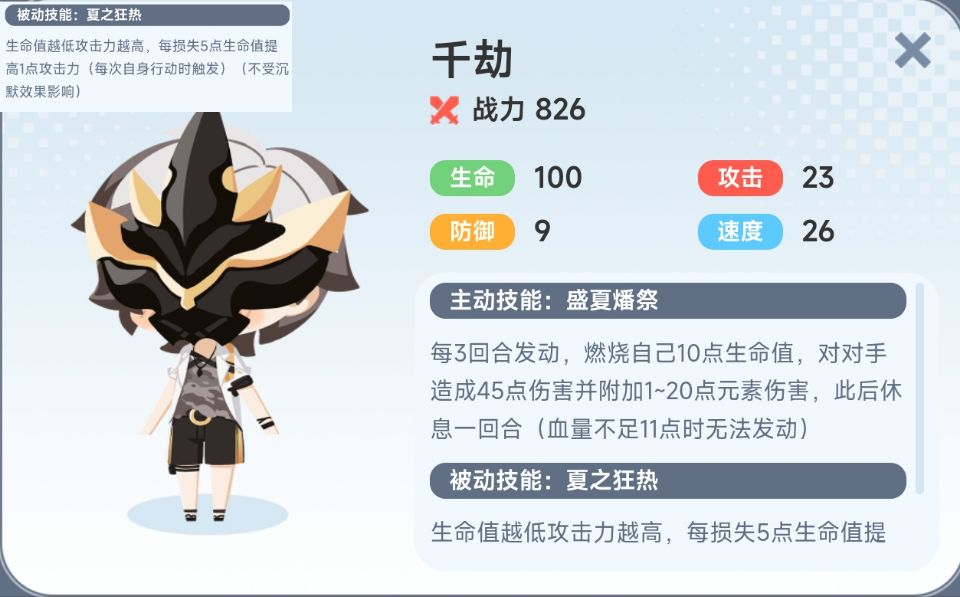 被动技能：夏之狂热
生命值越低攻击力越高，每损失5点生命值提
高1点攻击力（每次自身行动时触发）（不受沉
默效果影响）
千劫
战力 826
生命 100 攻击 23
防御 9 速度 26
主动技能：盛夏燔祭
每3回合发动，燃烧自己10点生命值，对对手
造成45点伤害并附加1~20点元素伤害，此后休
息一回合（血量不足11点时无法发动）
被动技能：夏之狂热
生命值越低攻击力越高，每损失5点生命值提